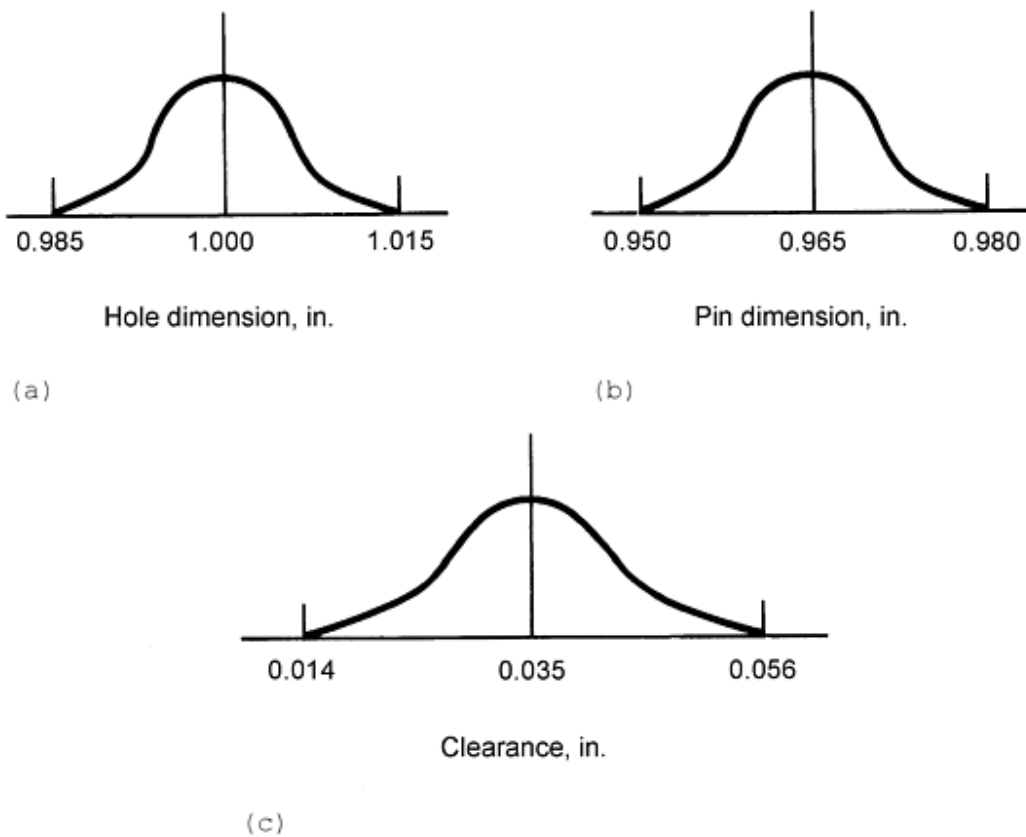 0.985 1.000 1.015
Hole dimension, in.
(a)
0.950 0.965 0.980
Pin dimension, in.
(b)
0.014 0.035 0.056
Clearance, in.
(c)